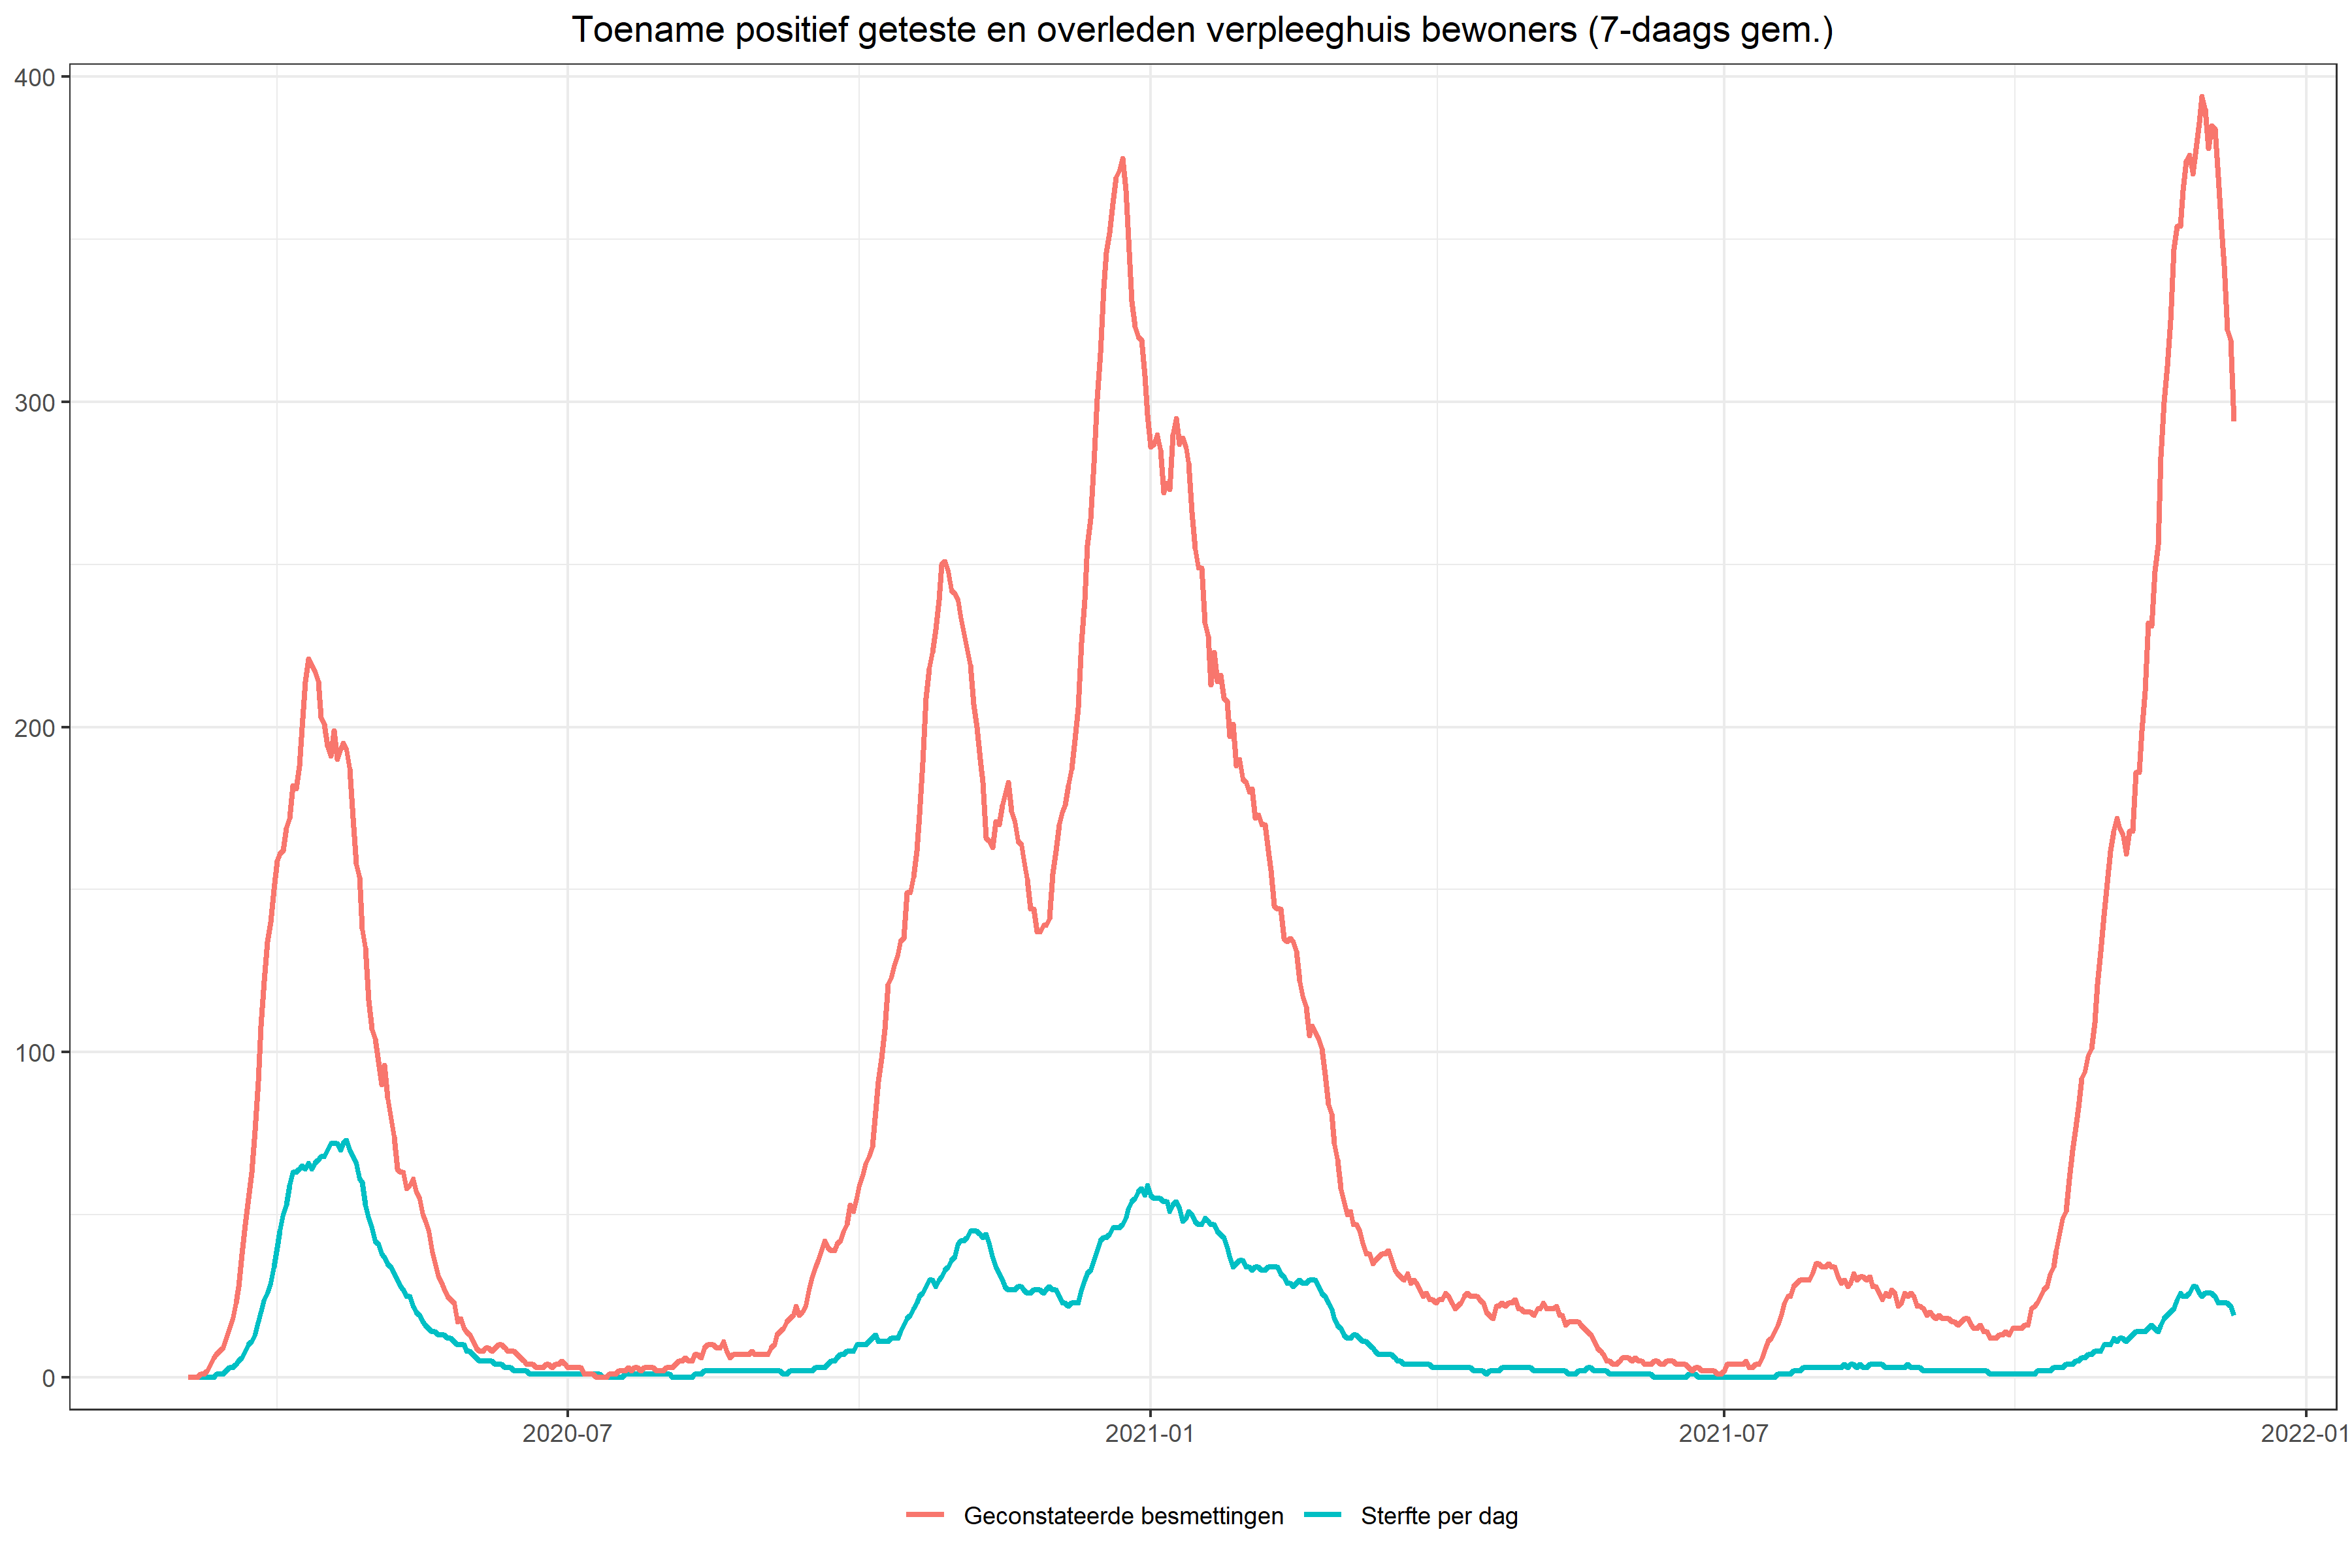 Toename positief geteste en overleden verpleeghuis bewoners (7-daags gem.)
400
300
200
100
0
2020-07 2021-01 2021-07 2022-01
Geconstateerde besmettingen Sterfte per dag